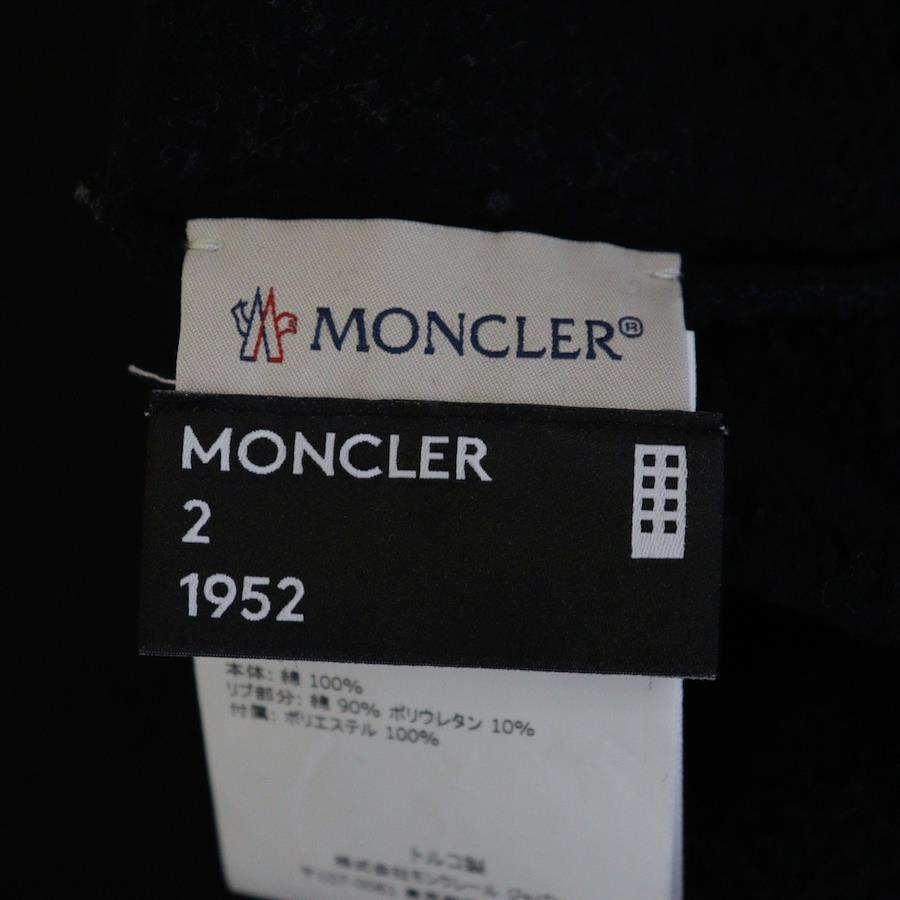 MONCLER®
MONCLER
2
1952
本体: 綿 100%
リブ部分: 綿 90% ポリウレタン 10%
付属: ポリエステル 100%
トルコ製
株式会社モンクレール ジャパン